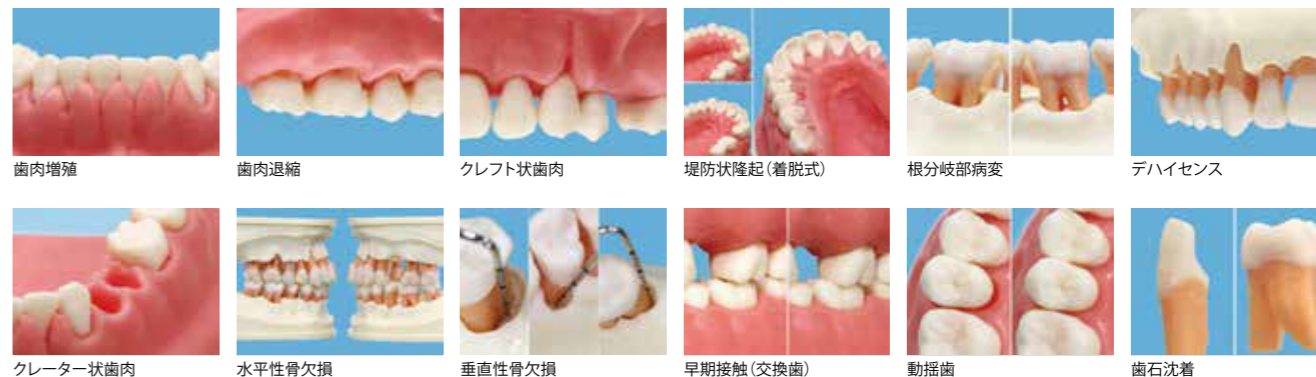 歯肉増殖
歯肉退縮
クレフト状歯肉
堤防状隆起（着脱式）
根分岐部病変
デハイセンス
クレーター状歯肉
水平性骨欠損
垂直性骨欠損
早期接触（交換歯）
動揺歯
歯石沈着